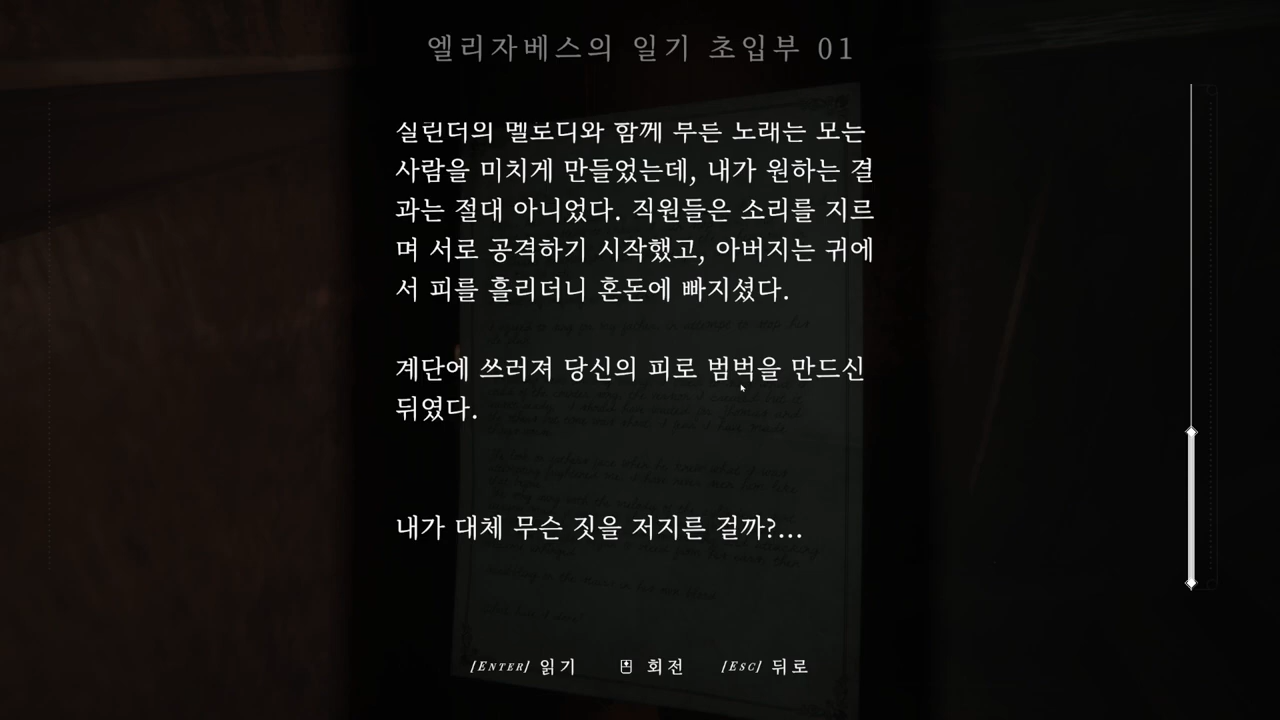 엘리자베스의 일기 초입부 01
실린더의 멜로디와 함께 부른 노래는 모든
사람을 미치게 만들었는데, 내가 원하는 결
과는 절대 아니었다. 직원들은 소리를 지르
며 서로 공격하기 시작했고, 아버지는 귀에
서 피를 흘리더니 혼돈에 빠지셨다.
계단에 쓰러져 당신의 피로 범벅을 만드신
뒤였다.
내가 대체 무슨 짓을 저지른 걸까?...
[ENTER] 읽기 회전 [ESC] 뒤로